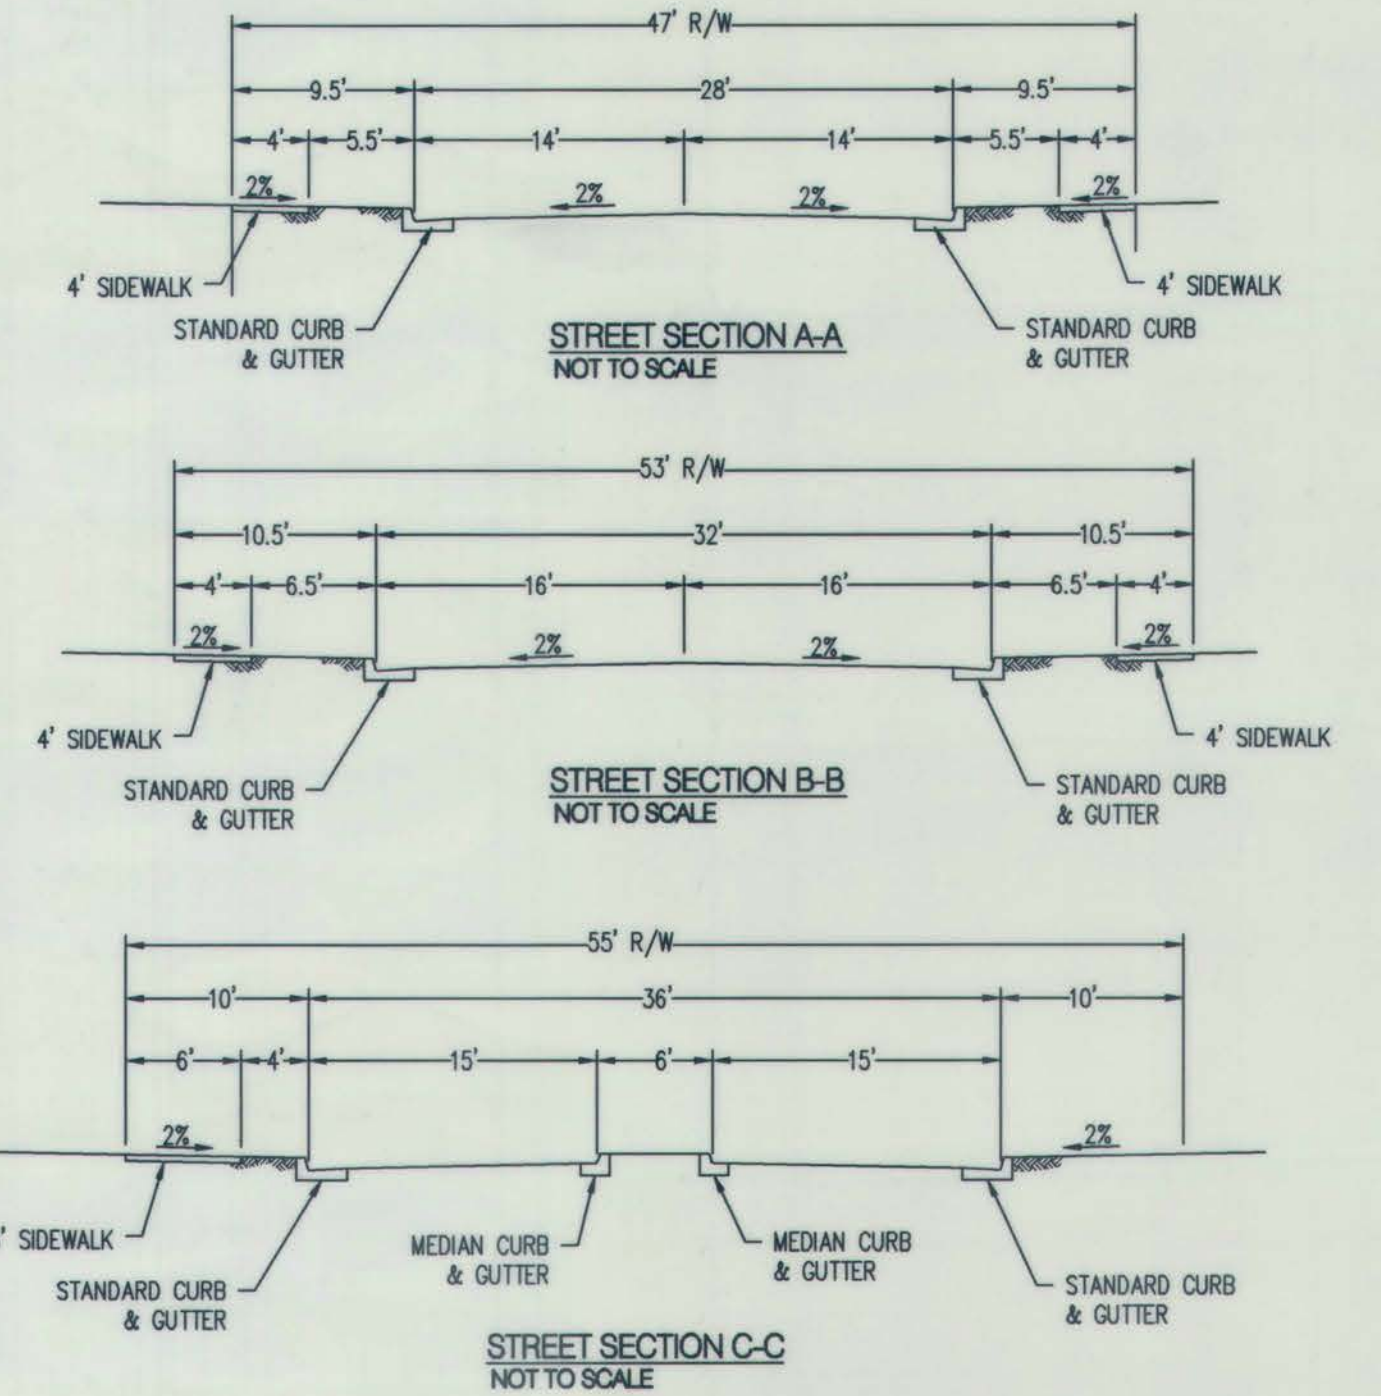 47' R/W
9.5' 28' 9.5'
4' 5.5' 14' 14' 5.5' 4'
2% 2% 2% 2%
4' SIDEWALK 4' SIDEWALK
STANDARD CURB STANDARD CURB
& GUTTER & GUTTER
STREET SECTION A-A
NOT TO SCALE
53' R/W
10.5' 32' 10.5'
4' 6.5' 16' 16' 6.5' 4'
2% 2% 2% 2%
4' SIDEWALK 4' SIDEWALK
STANDARD CURB STANDARD CURB
& GUTTER & GUTTER
STREET SECTION B-B
NOT TO SCALE
55' R/W
10' 36' 10'
6' 4' 15' 6' 15'
2% 2%
' SIDEWALK MEDIAN CURB MEDIAN CURB
& GUTTER & GUTTER
STANDARD CURB STANDARD CURB
& GUTTER & GUTTER
STREET SECTION C-C
NOT TO SCALE